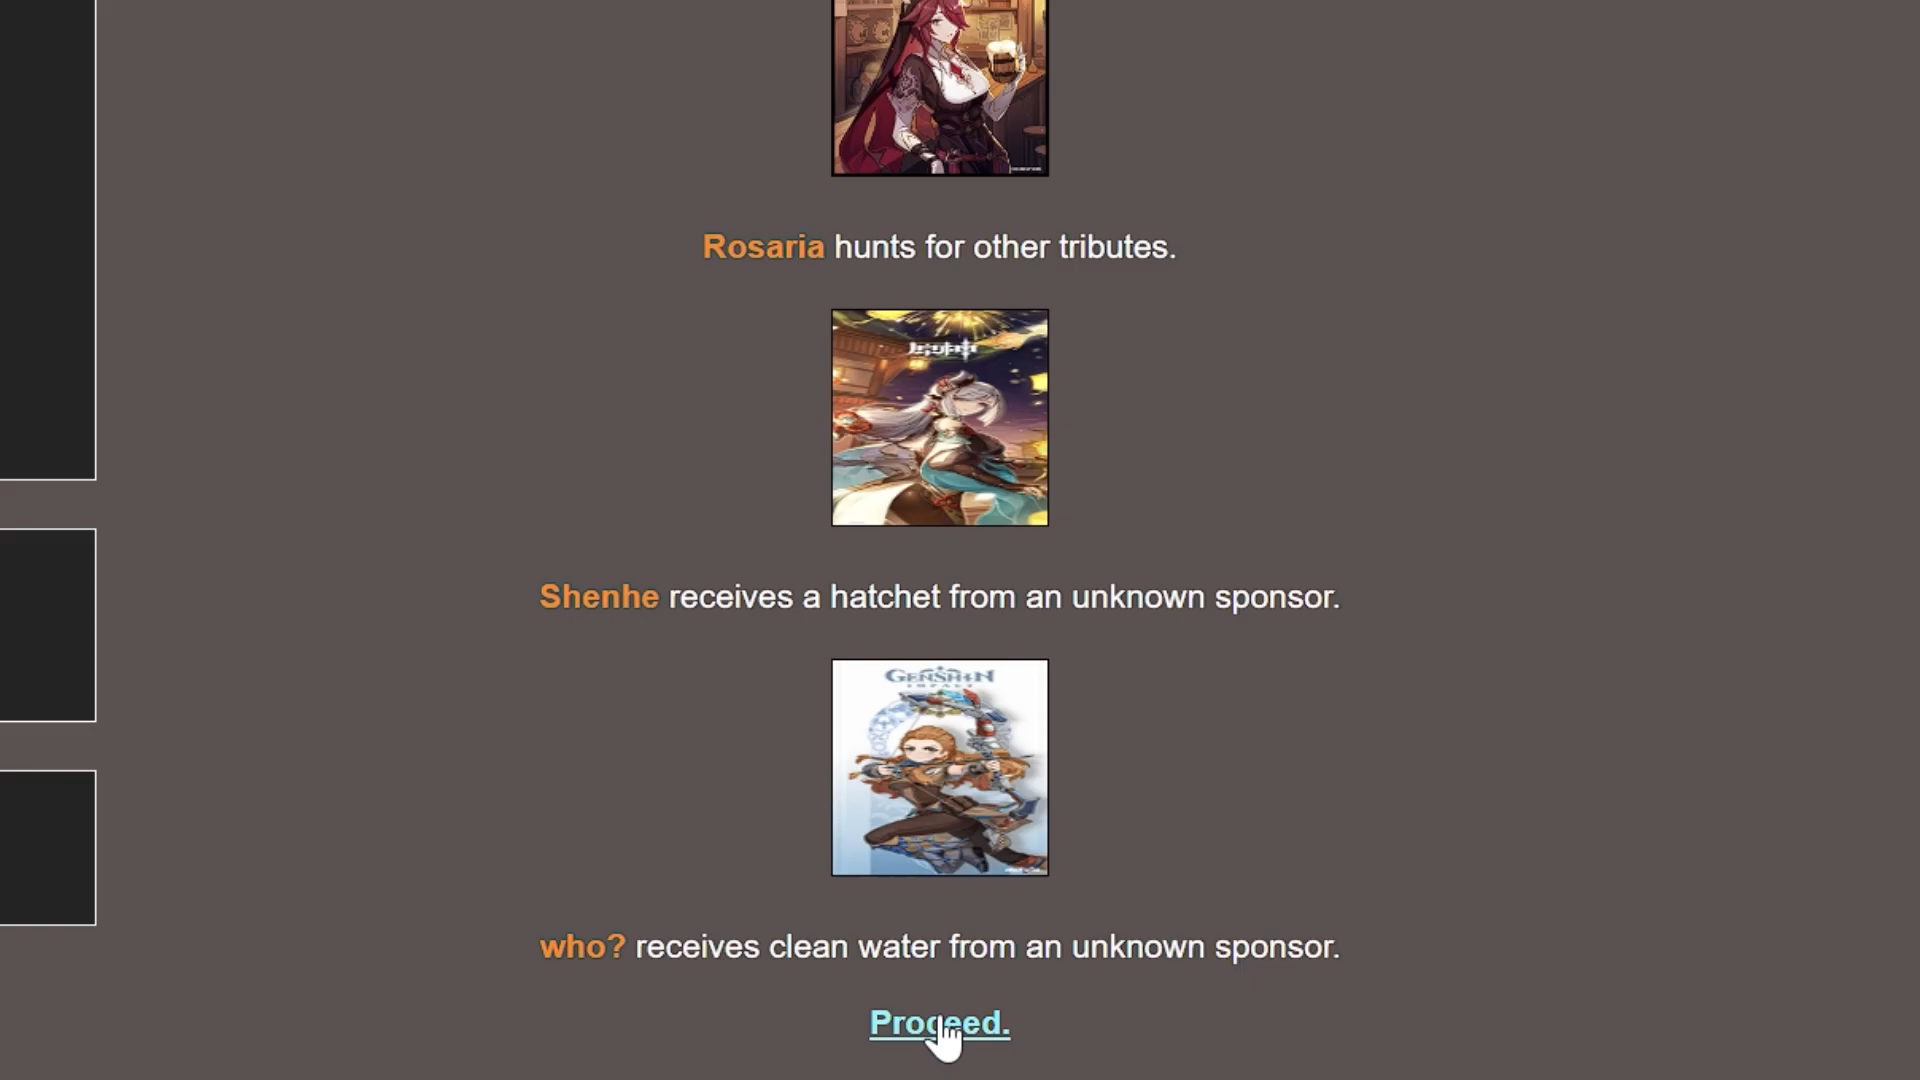 Rosaria hunts for other tributes.
Shenhe receives a hatchet from an unknown sponsor.
GENSHIN
IMPACT
who? receives clean water from an unknown sponsor.
Proceed.